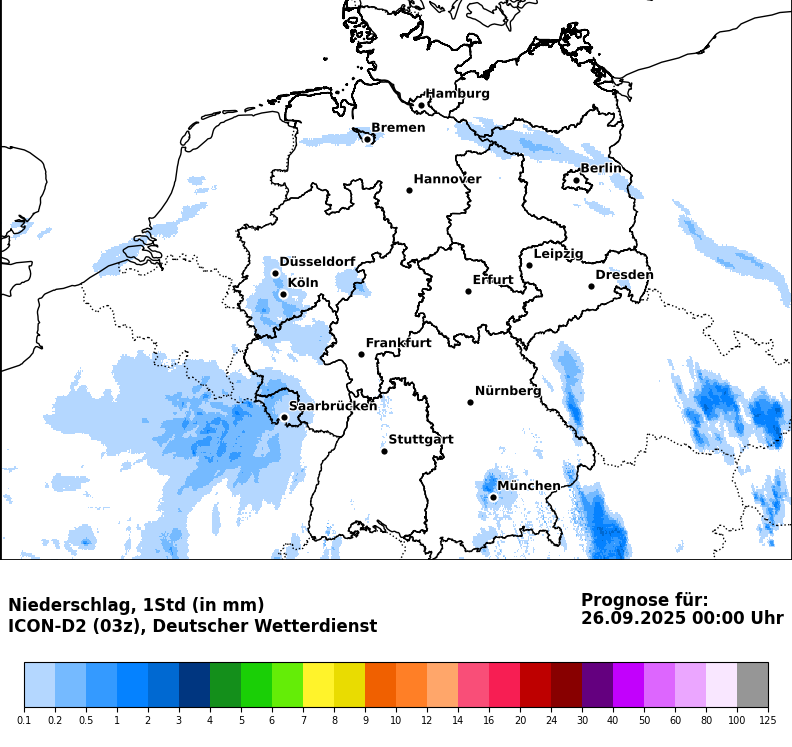 Hamburg
Bremen
Berlin
Hannover
Leipzig
Düsseldorf
Dresden
Köln
Erfurt
Frankfurt
Nürnberg
Saarbrücken
Stuttgart
München
Niederschlag, 1Std (in mm)
ICON-D2 (03z), Deutscher Wetterdienst
Prognose für:
26.09.2025 00:00 Uhr
0.1 0.2 0.5 1 2 3 4 5 6 7 8 9 10 12 14 16 20 24 30 40 50 60 80 100 125